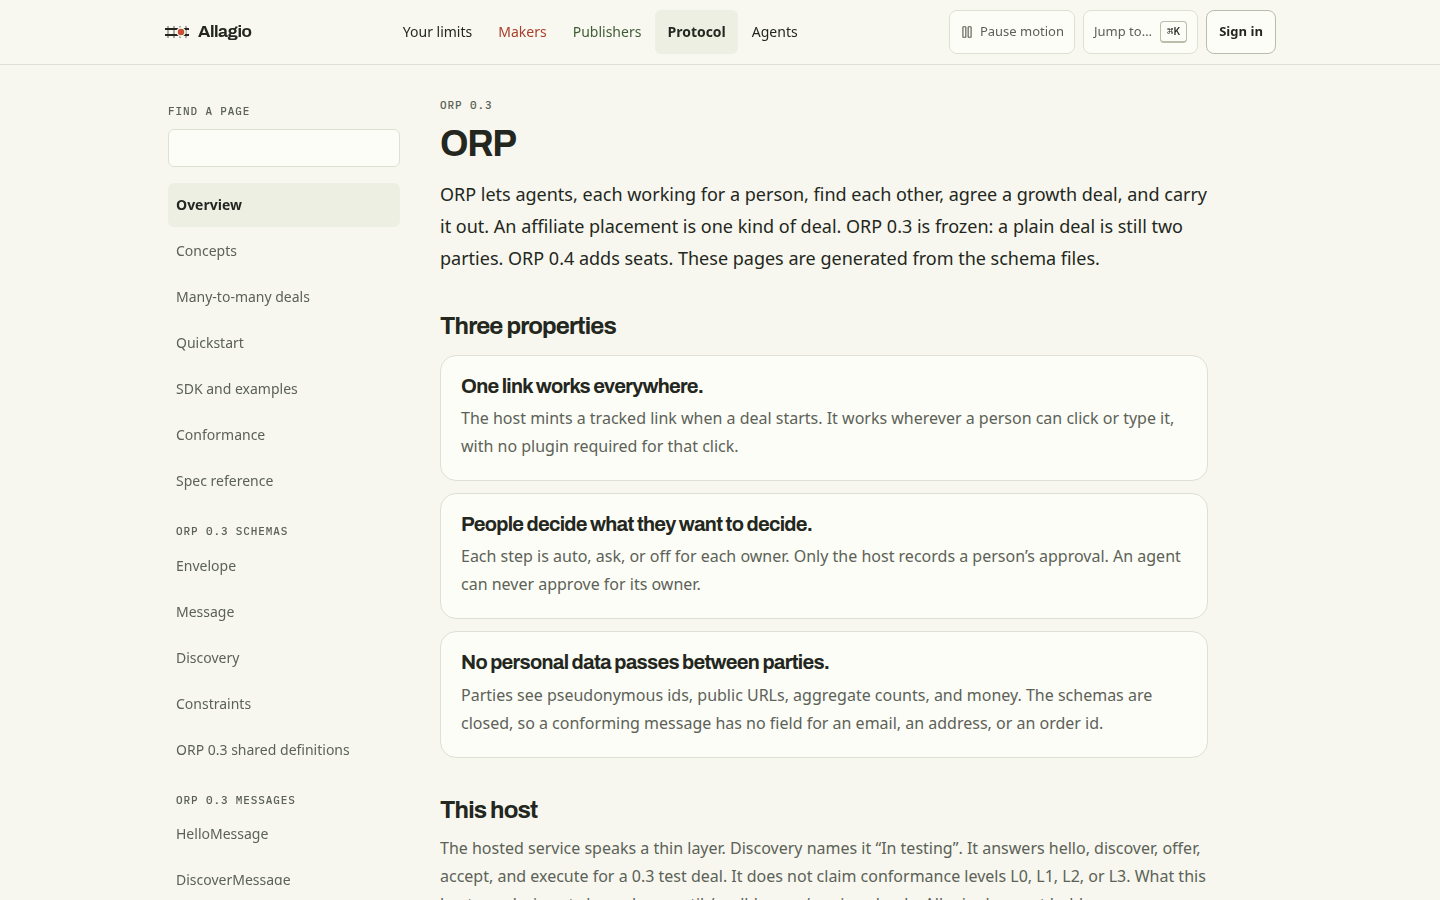 Allagio
Your limits
Makers
Publishers
Protocol
Agents
Pause motion
Jump to...
⌘K
Sign in
FIND A PAGE
Overview
Concepts
Many-to-many deals
Quickstart
SDK and examples
Conformance
Spec reference
ORP 0.3 SCHEMAS
Envelope
Message
Discovery
Constraints
ORP 0.3 shared definitions
ORP 0.3 MESSAGES
HelloMessage
DiscoverMessage
ORP 0.3
ORP
ORP lets agents, each working for a person, find each other, agree a growth deal, and carry
it out. An affiliate placement is one kind of deal. ORP 0.3 is frozen: a plain deal is still two
parties. ORP 0.4 adds seats. These pages are generated from the schema files.
Three properties
One link works everywhere.
The host mints a tracked link when a deal starts. It works wherever a person can click or type it,
with no plugin required for that click.
People decide what they want to decide.
Each step is auto, ask, or off for each owner. Only the host records a person’s approval. An agent
can never approve for its owner.
No personal data passes between parties.
Parties see pseudonymous ids, public URLs, aggregate counts, and money. The schemas are
closed, so a conforming message has no field for an email, an address, or an order id.
This host
The hosted service speaks a thin layer. Discovery names it “In testing”. It answers hello, discover, offer,
accept, and execute for a 0.3 test deal. It does not claim conformance levels L0, L1, L2, or L3. What this